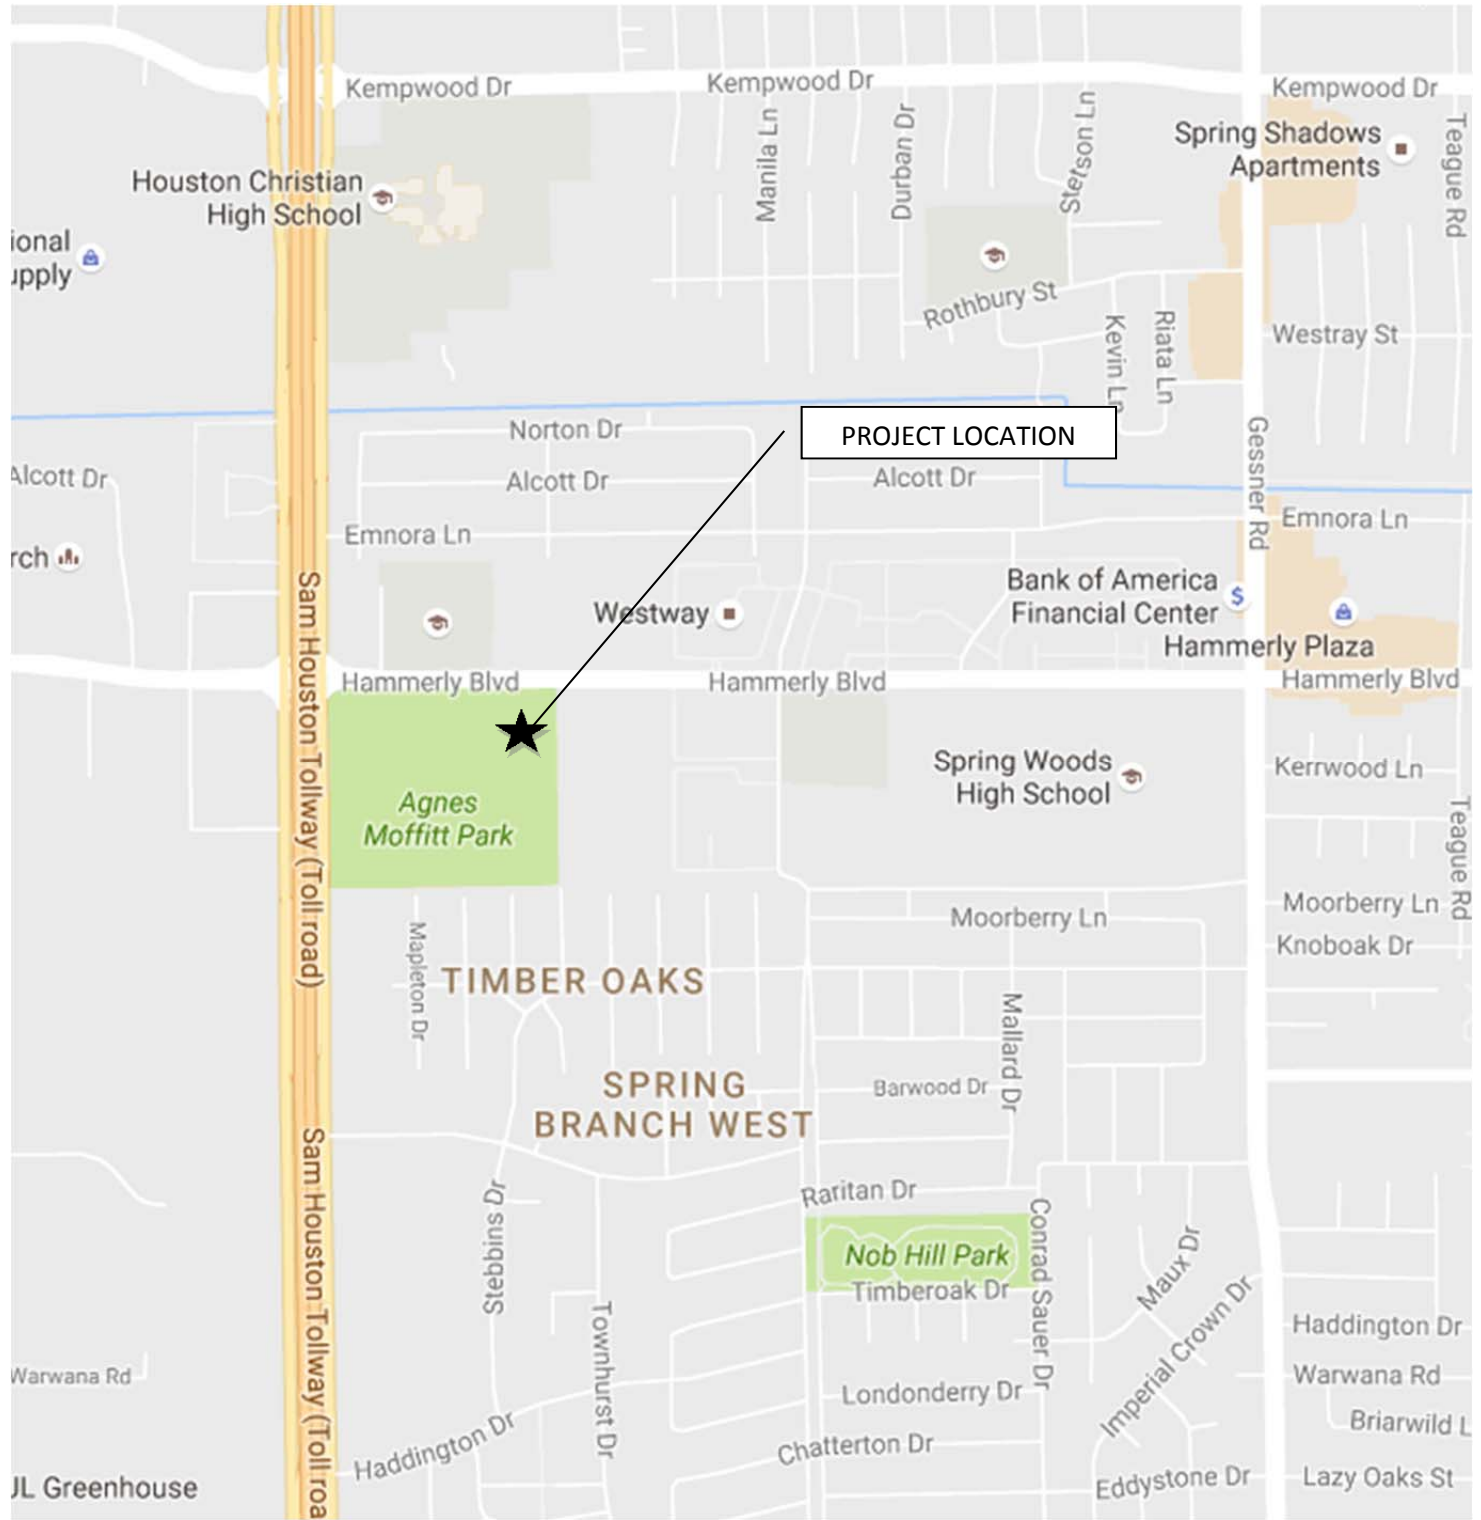 Kempwood Dr
Kempwood Dr
Kempwood Dr
Teague Rd
Manila Ln
Durban Dr
Stetson Ln
Spring Shadows
Apartments
Houston Christian
High School
ional
upply
Rothbury St
Kevin Ln
Riata Ln
Westray St
PROJECT LOCATION
Norton Dr
Gessner Rd
Alcott Dr
Alcott Dr
Alcott Dr
Emnora Ln
Emnora Ln
rch
Sam Houston Tollway (Toll road)
Westway
Bank of America
Financial Center
$
Hammerly Plaza
Hammerly Blvd
Hammerly Blvd
Hammerly Blvd
Agnes
Moffitt Park
Spring Woods
High School
Kerrwood Ln
Teague Rd
Moorberry Ln
Moorberry Ln
Knoboak Dr
Mapleton Dr
TIMBER OAKS
Mallard Dr
SPRING
BRANCH WEST
Barwood Dr
Sam Houston Tollway (Toll roa
Stebbins Dr
Raritan Dr
Conrad Sauer Dr
Nob Hill Park
Timberoak Dr
Maux Dr
Imperial Crown Dr
Townhurst Dr
Haddington Dr
Warwana Rd
Warwana Rd
Londonderry Dr
Briarwild L
Haddington Dr
Chatterton Dr
Eddystone Dr
Lazy Oaks St
JL Greenhouse